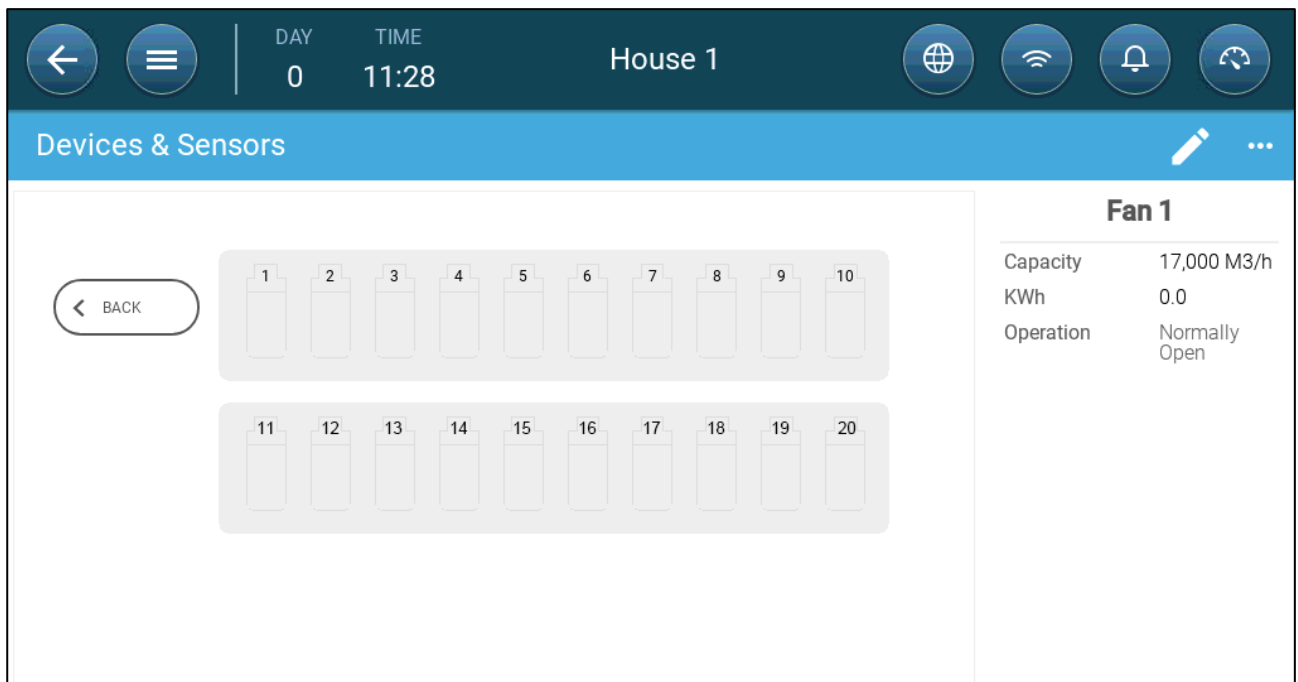 DAY TIME
0 11:28
House 1
Devices & Sensors
BACK
1 2 3 4 5 6 7 8 9 10
11 12 13 14 15 16 17 18 19 20
Fan 1
Capacity 17,000 M3/h
KWh 0.0
Operation Normally
Open